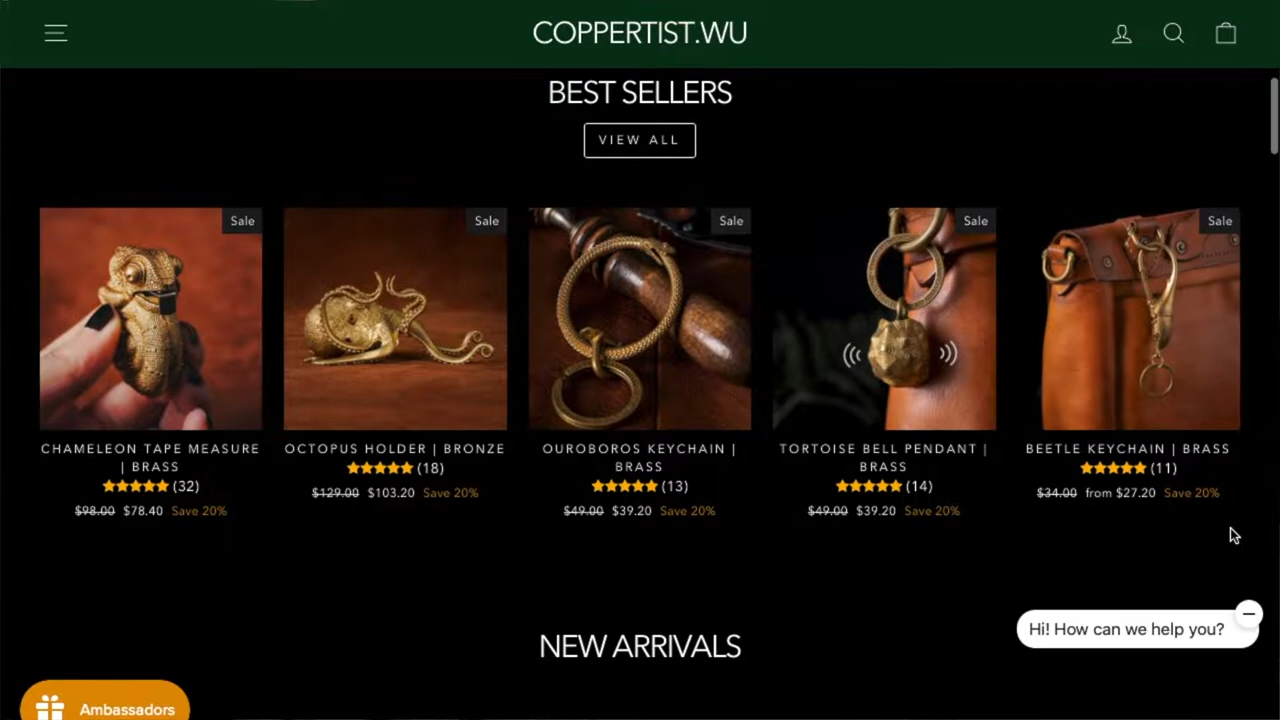 COPPERTIST.WU
BEST SELLERS
VIEW ALL
Sale
Sale
Sale
Sale
Sale
CHAMELEON TAPE MEASURE
| BRASS
(32)
$98.00 $78.40 Save 20%
OCTOPUS HOLDER | BRONZE
(18)
$129.00 $103.20 Save 20%
OUROBOROS KEYCHAIN |
BRASS
(13)
$49.00 $39.20 Save 20%
TORTOISE BELL PENDANT |
BRASS
(14)
$49.00 $39.20 Save 20%
BEETLE KEYCHAIN | BRASS
(11)
$34.00 from $27.20 Save 20%
NEW ARRIVALS
Hi! How can we help you?
Ambassadors